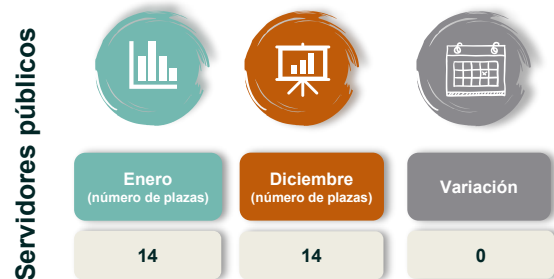 Servidores públicos
Enero
(número de plazas)
Diciembre
(número de plazas)
Variación
14
14
0